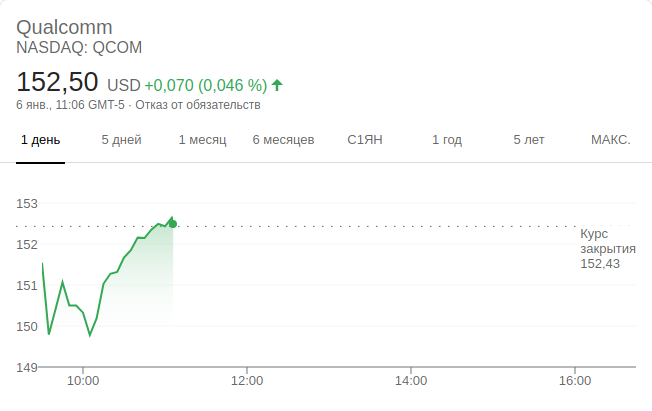 Qualcomm
NASDAQ: QCOM
152,50 USD +0,070 (0,046 %)
6 янв., 11:06 GMT-5 · Отказ от обязательств
1 день 5 дней 1 месяц 6 месяцев С1ЯН 1 год 5 лет МАКС.
153
152
151
150
149
Курс
закрытия
152,43
10:00 12:00 14:00 16:00